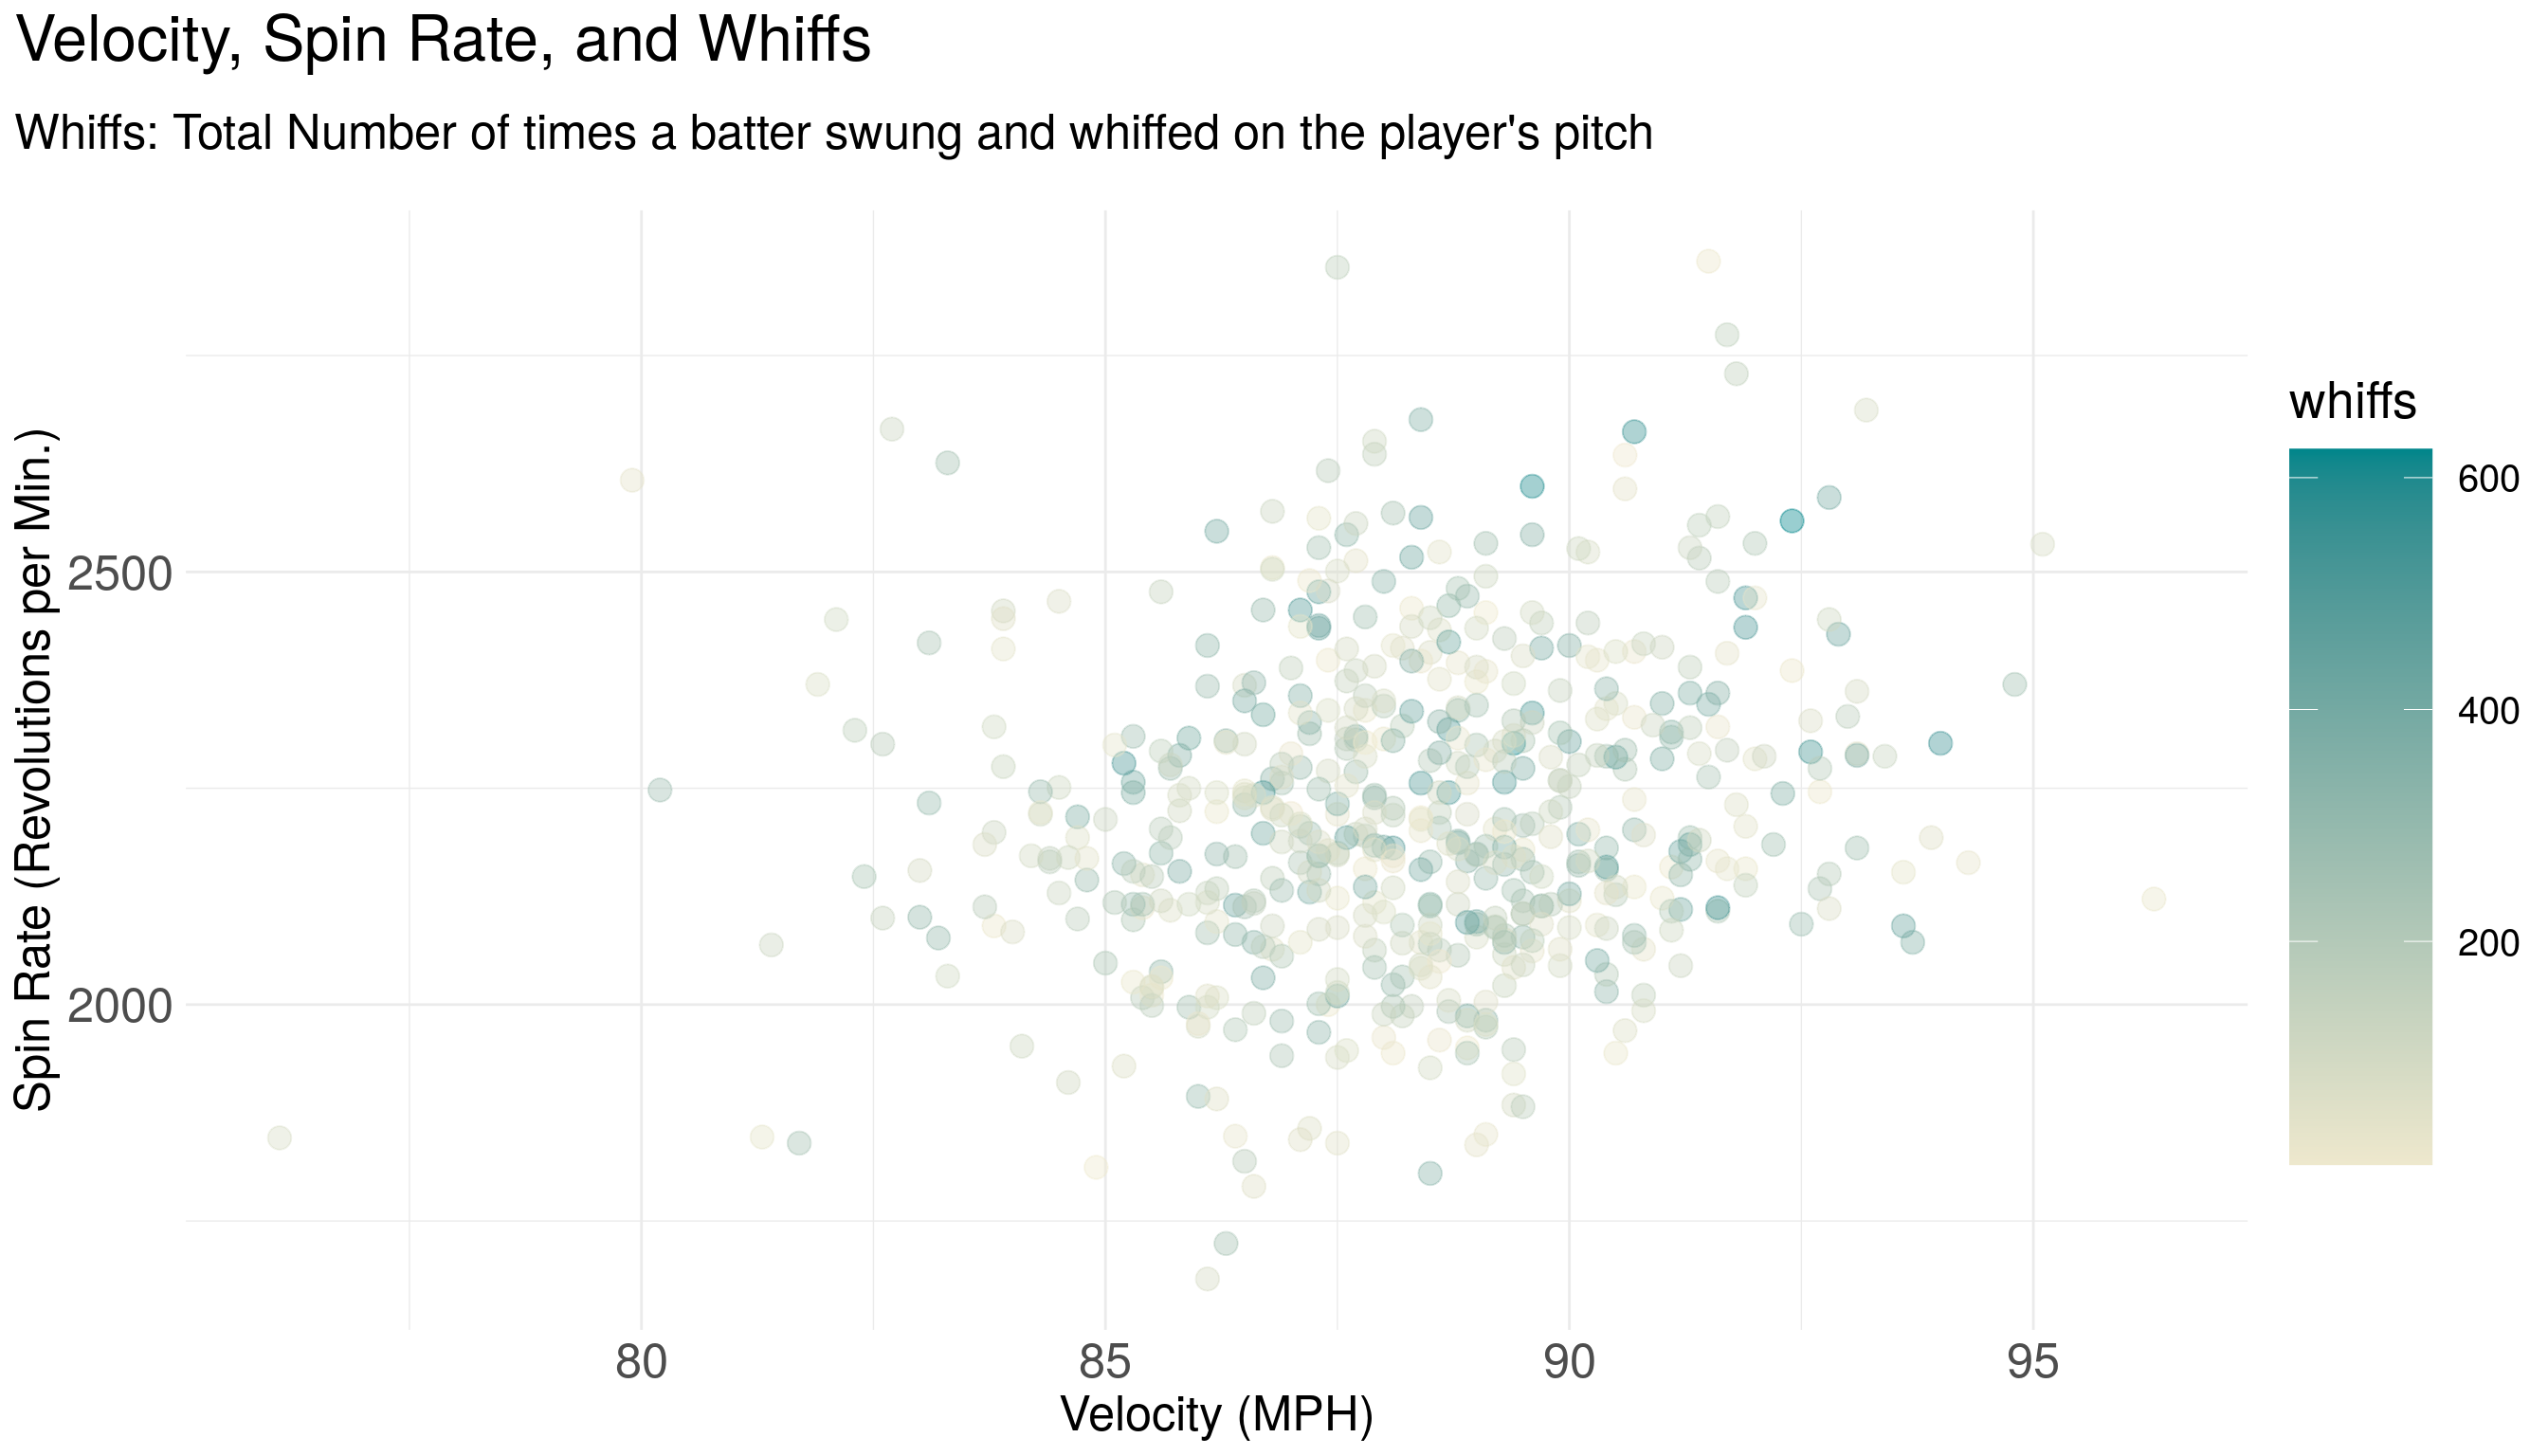 Velocity, Spin Rate, and Whiffs
Whiffs: Total Number of times a batter swung and whiffed on the player's pitch
Spin Rate (Revolutions per Min.)
2500
2000
80
85
90
95
Velocity (MPH)
whiffs
600
400
200